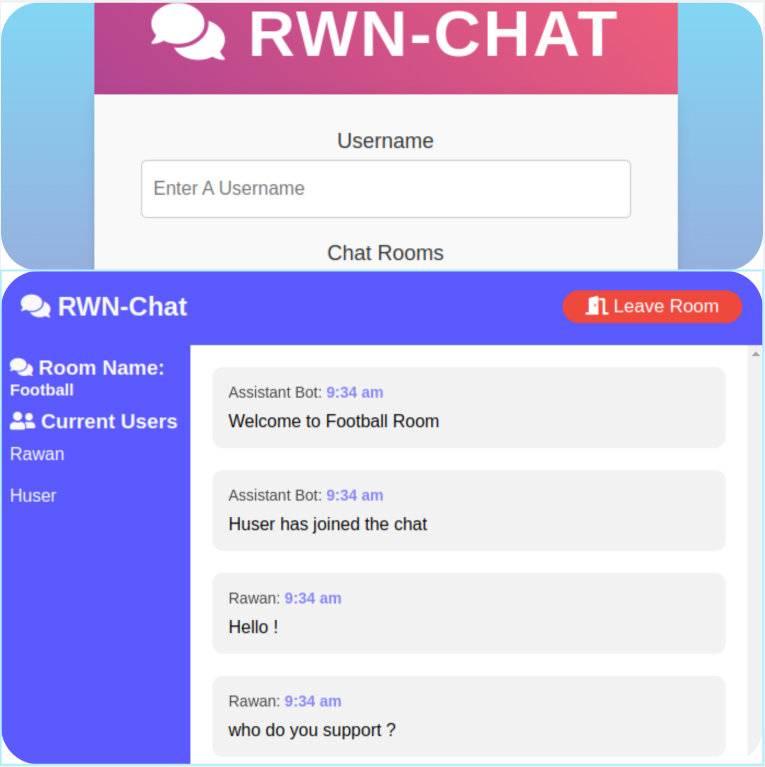 RWN-CHAT
Username
Enter A Username
Chat Rooms
RWN-Chat
Leave Room
Room Name:
Football
Current Users
Rawan
Huser
Assistant Bot: 9:34 am
Welcome to Football Room
Assistant Bot: 9:34 am
Huser has joined the chat
Rawan: 9:34 am
Hello !
Rawan: 9:34 am
who do you support ?